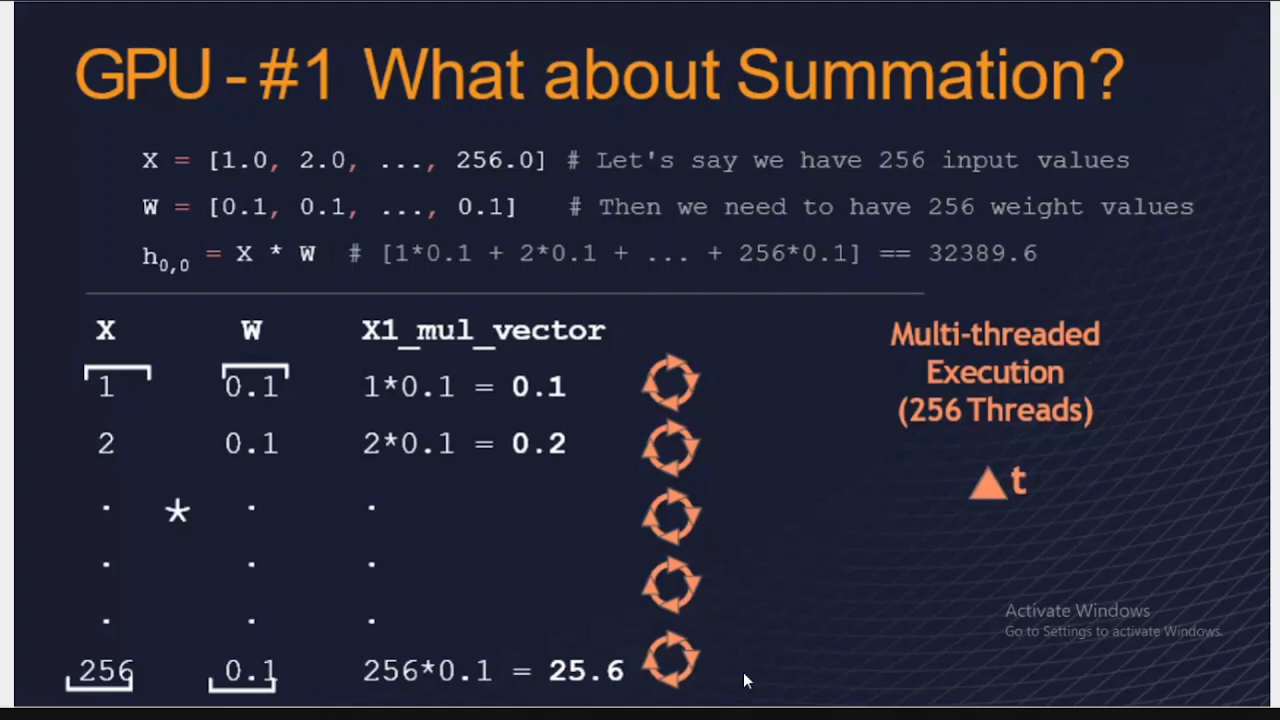 GPU - #1 What about Summation?
X = [1.0, 2.0, ..., 256.0] # Let's say we have 256 input values
W = [0.1, 0.1, ..., 0.1] # Then we need to have 256 weight values
h0,0 = X * W # [1*0.1 + 2*0.1 + ... + 256*0.1] == 32389.6
X W X1_mul_vector
1 0.1 1*0.1 = 0.1
2 0.1 2*0.1 = 0.2
. * . .
. . .
. . .
256 0.1 256*0.1 = 25.6
Multi-threaded
Execution
(256 Threads)
▲t
Activate Windows
Go to Settings to activate Windows.